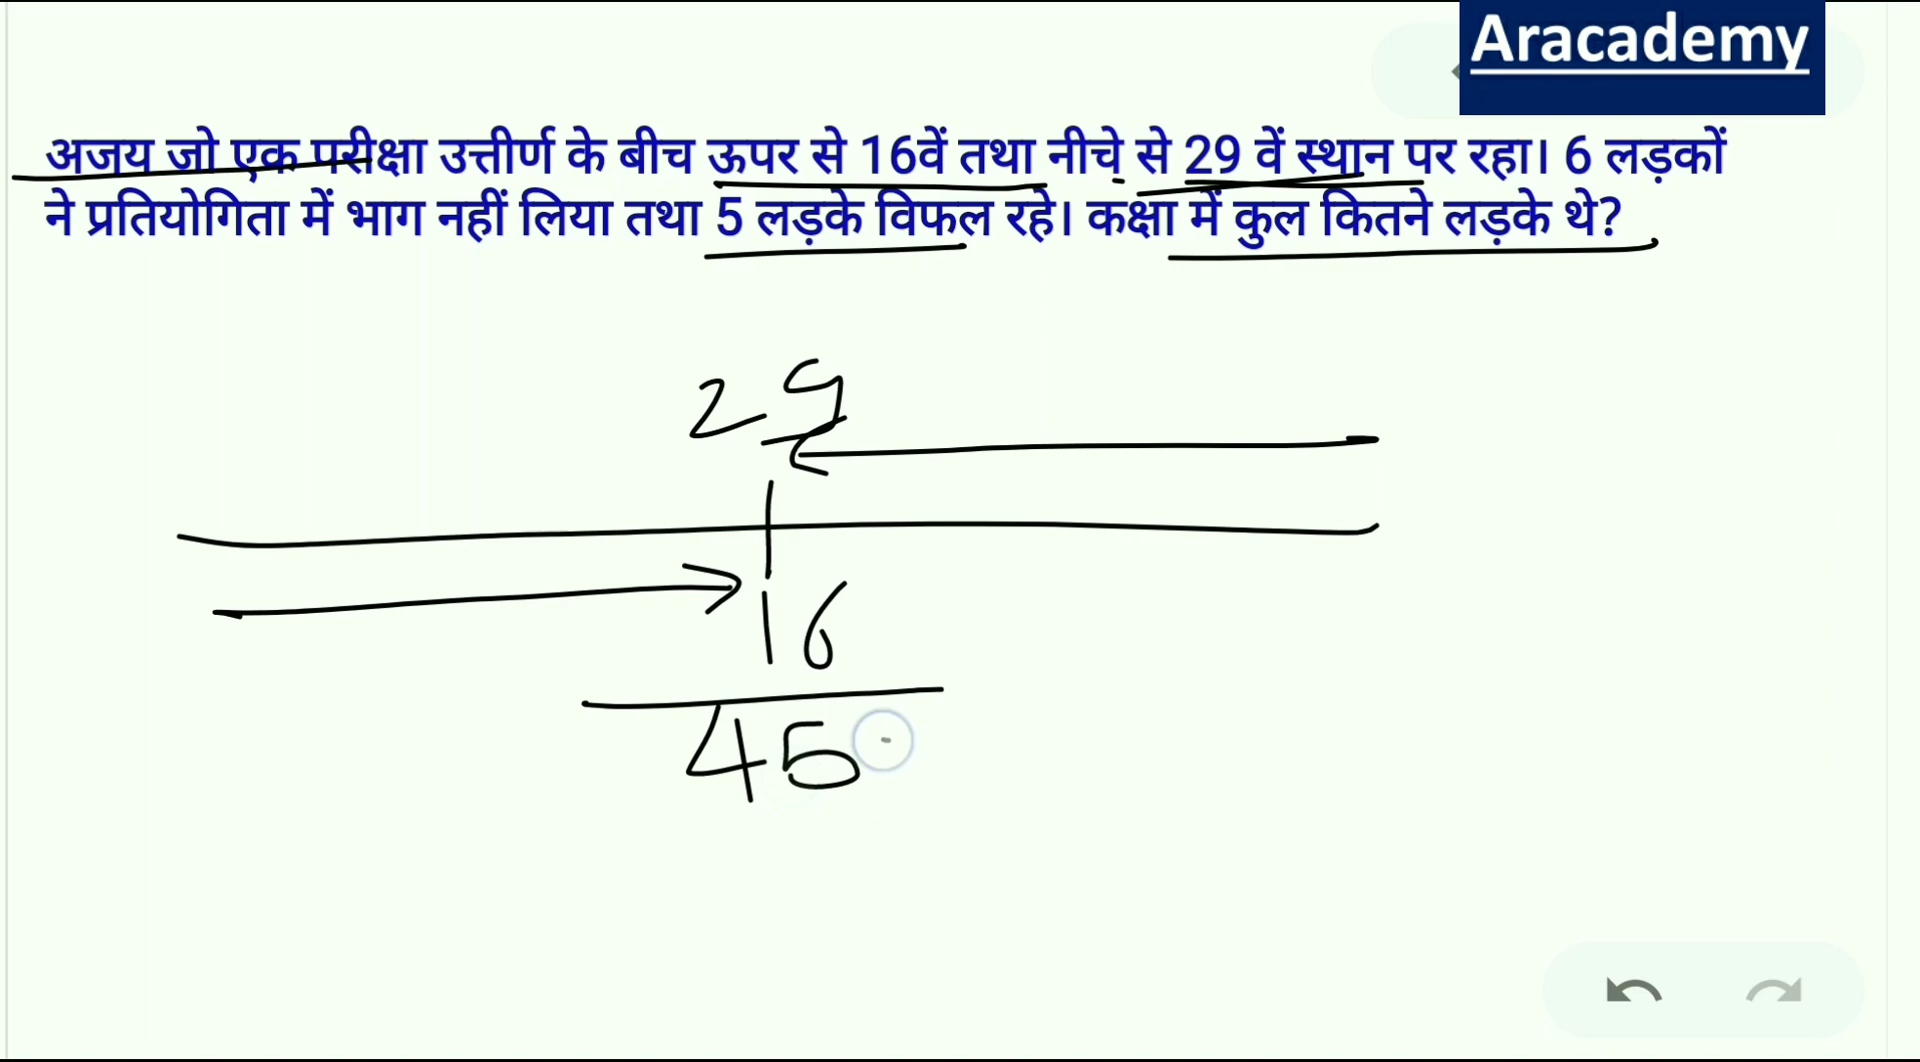 Aracademy
अजय जो एक परीक्षा उत्तीर्ण के बीच ऊपर से 16वें तथा नीचे से 29 वें स्थान पर रहा। 6 लड़कों
ने प्रतियोगिता में भाग नहीं लिया तथा 5 लड़के विफल रहे। कक्षा में कुल कितने लड़के थे?
29
16
45